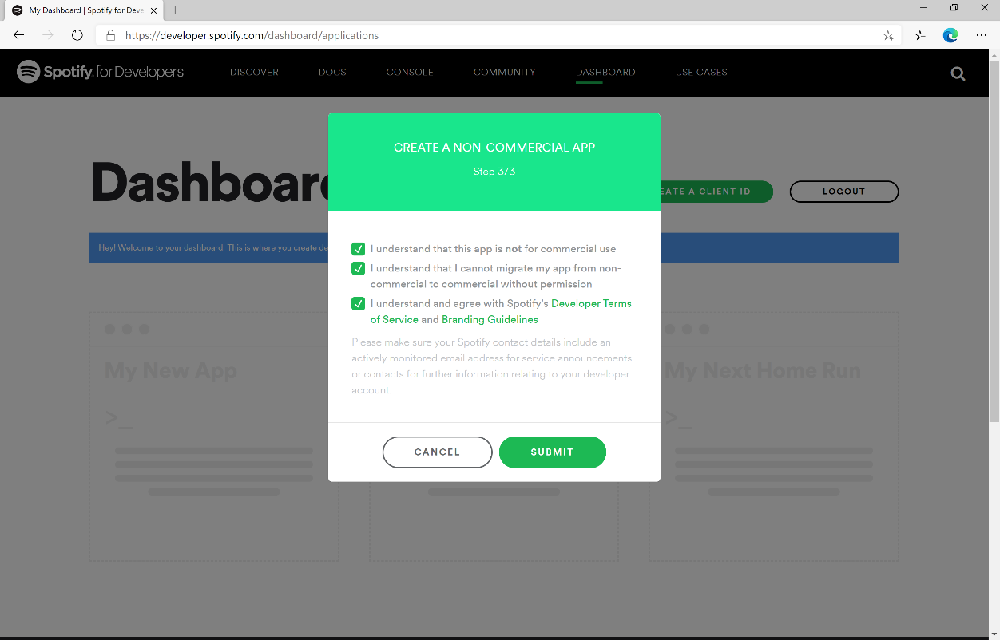 My Dashboard | Spotify for Deve
https://developer.spotify.com/dashboard/applications
Spotify for Developers
DISCOVER
DOCS
CONSOLE
COMMUNITY
DASHBOARD
USE CASES
CREATE A NON-COMMERCIAL APP
Step 3/3
Dashboar
EATE A CLIENT ID
LOGOUT
Hey! Welcome to your dashboard. This is where you create de
I understand that this app is not for commercial use
I understand that I cannot migrate my app from non-
commercial to commercial without permission
I understand and agree with Spotify's Developer Terms
of Service and Branding Guidelines
Please make sure your Spotify contact details include an
actively monitored email address for service announcements
or contacts for further information relating to your developer
account.
My New App
My Next Home Run
>_
>_
CANCEL
SUBMIT